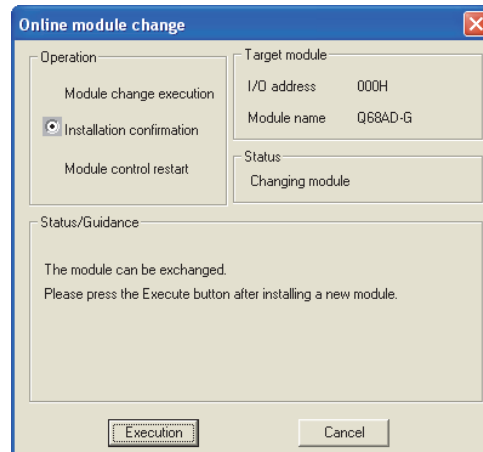 Online module change
Operation
Module change execution
Installation confirmation
Module control restart
Target module
I/O address 000H
Module name Q68AD-G
Status
Changing module
Status/Guidance
The module can be exchanged.
Please press the Execute button after installing a new module.
Execution Cancel